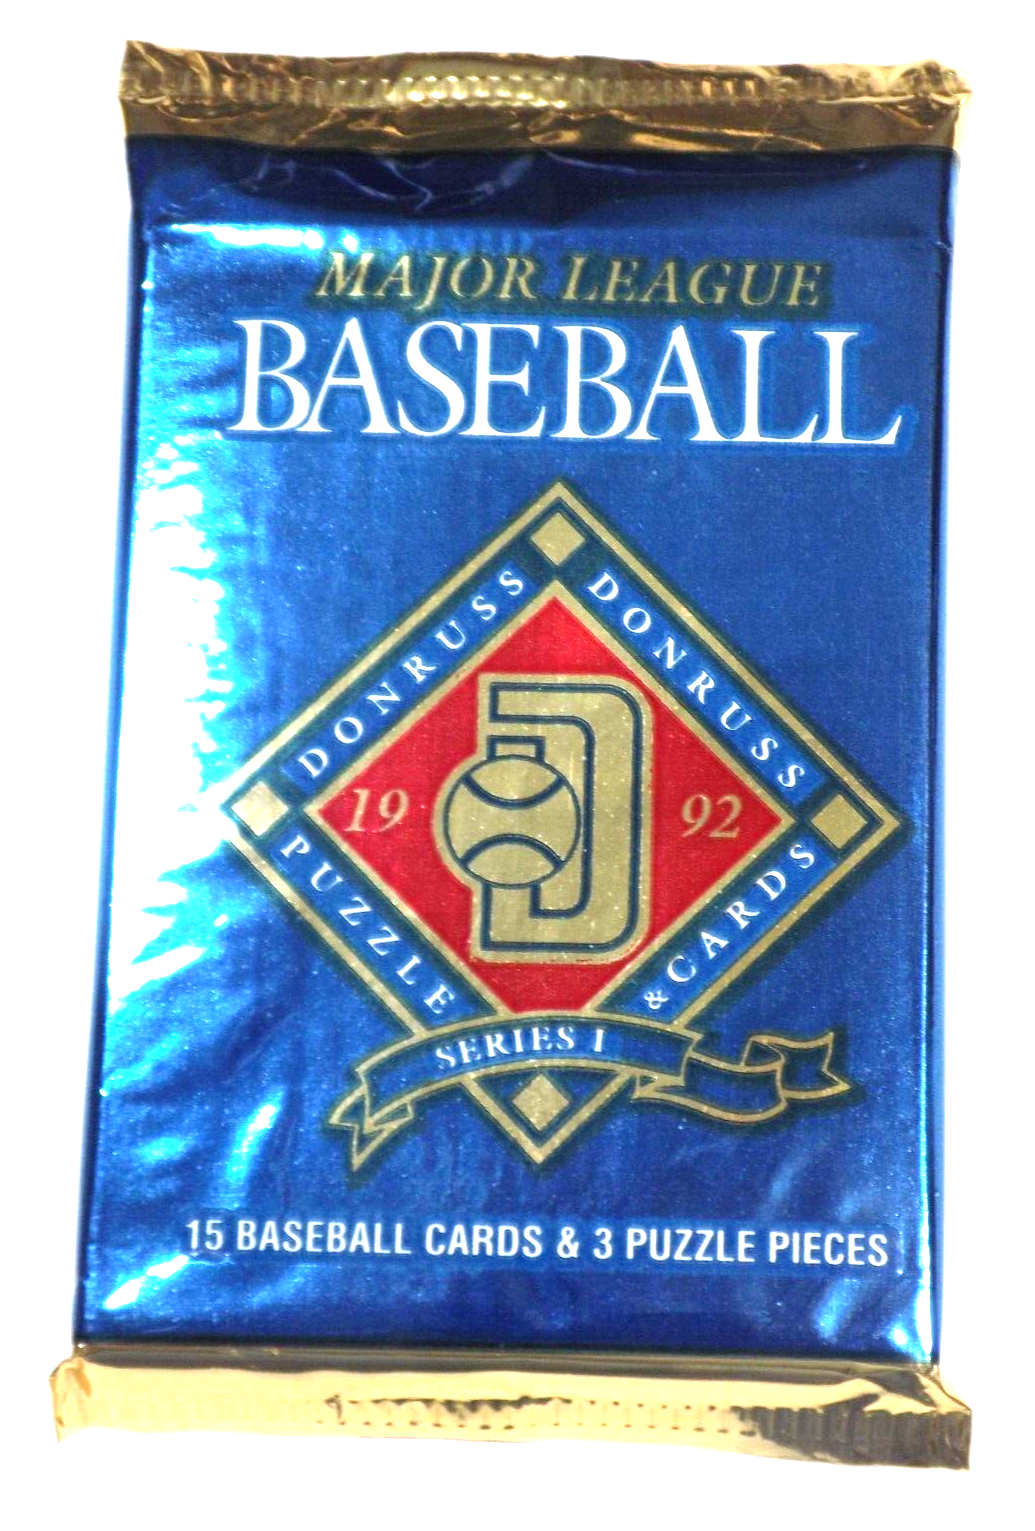 MAJOR LEAGUE
BASEBALL
DONRUSS
DONRUSS
19
92
PUZZLE
& CARDS
SERIES I
15 BASEBALL CARDS & 3 PUZZLE PIECES